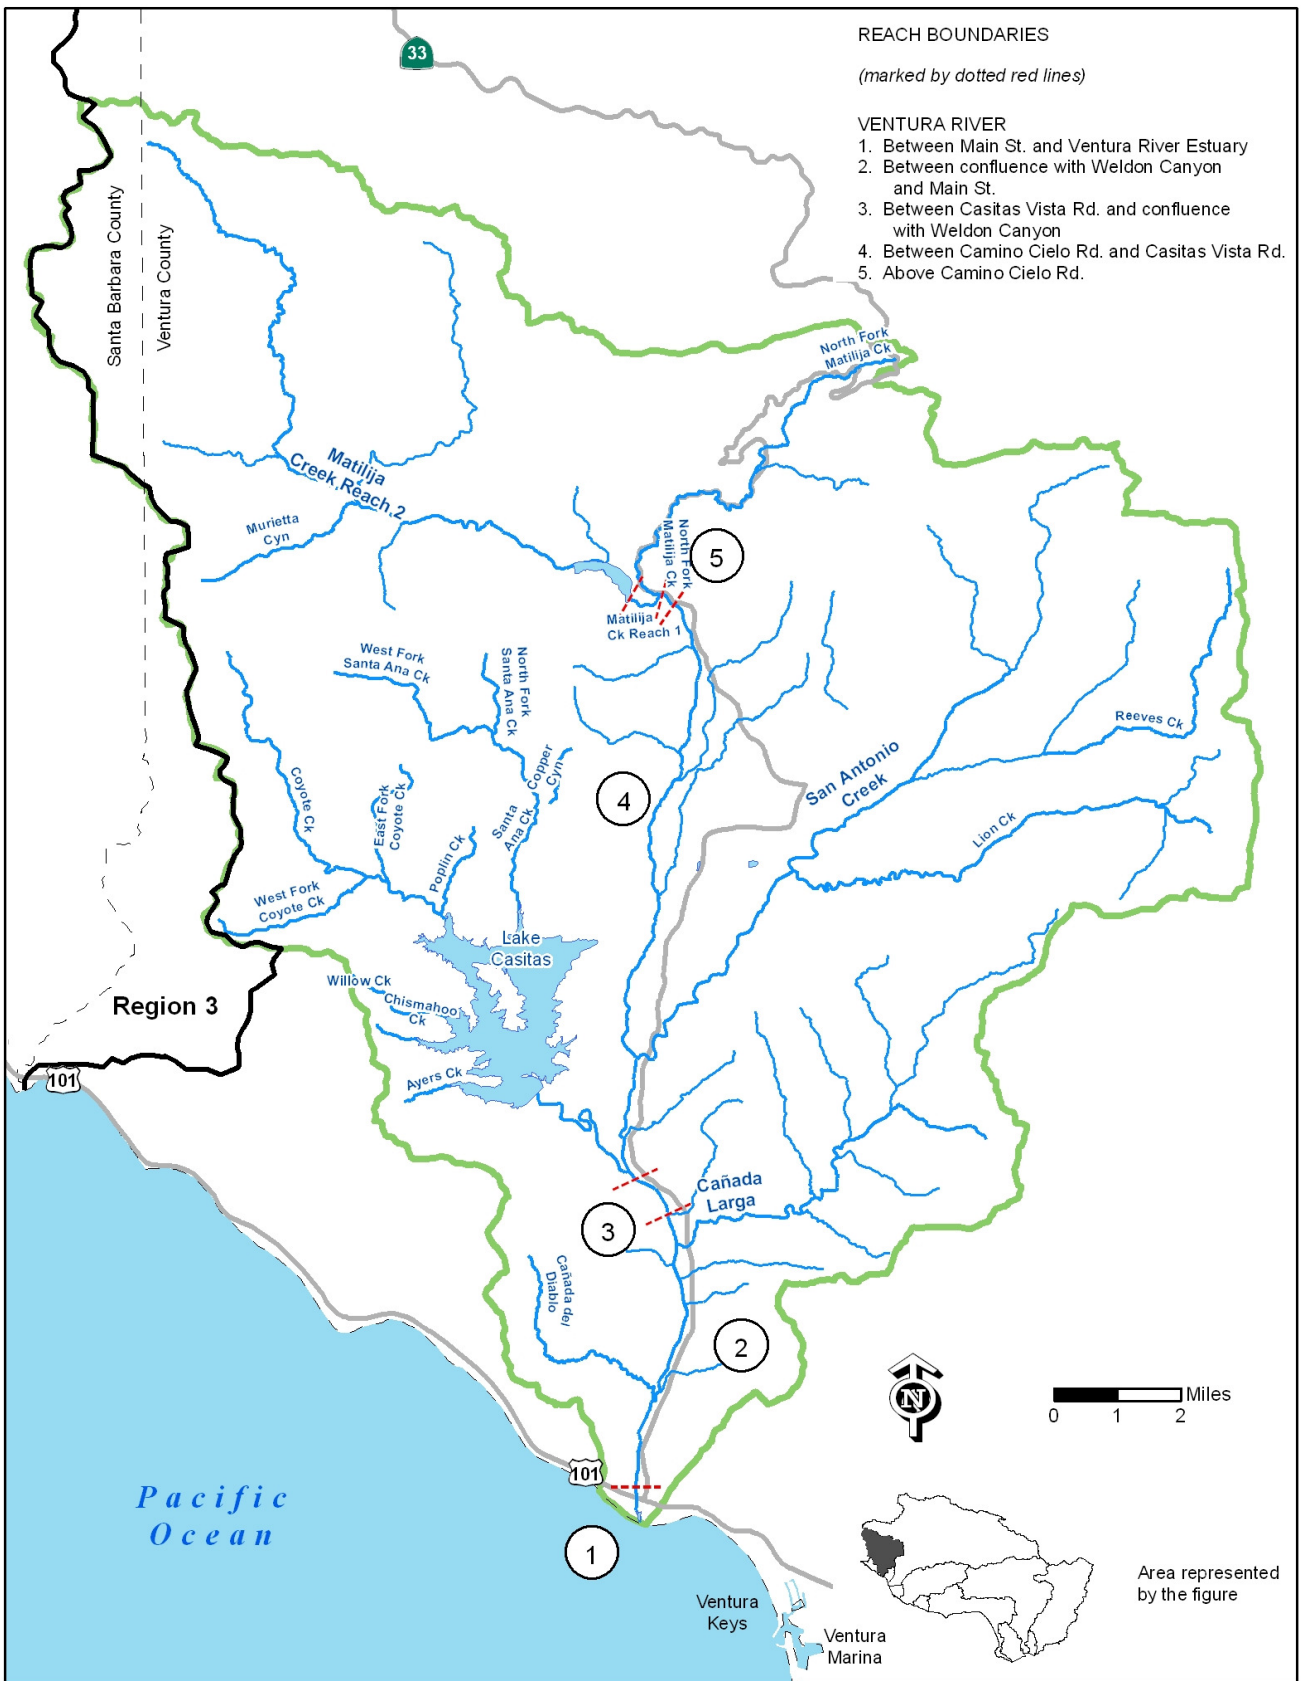 33
REACH BOUNDARIES
(marked by dotted red lines)
VENTURA RIVER
1. Between Main St. and Ventura River Estuary
2. Between confluence with Weldon Canyon
and Main St.
3. Between Casitas Vista Rd. and confluence
with Weldon Canyon
4. Between Camino Cielo Rd. and Casitas Vista Rd.
5. Above Camino Cielo Rd.
Santa Barbara County
Ventura County
North Fork
Matilija Ck
Matilija
Creek Reach 2
Murietta
Cyn
North Fork
Matilija Ck
5
Matilija
Ck Reach 1
West Fork
Santa Ana Ck
North Fork
Santa Ana Ck
Reeves Ck
Copper
Cyn
San Antonio
Creek
4
Coyote Ck
East Fork
Coyote Ck
Santa
Ana Ck
Poplin Ck
Lion Ck
West Fork
Coyote Ck
Lake
Casitas
Willow Ck
Chismahoo
Ck
Region 3
101
Ayers Ck
Cañada
Larga
3
Cañada del
Diablo
2
N
Miles
0 1 2
101
Pacific
Ocean
1
Area represented
by the figure
Ventura
Keys
Ventura
Marina